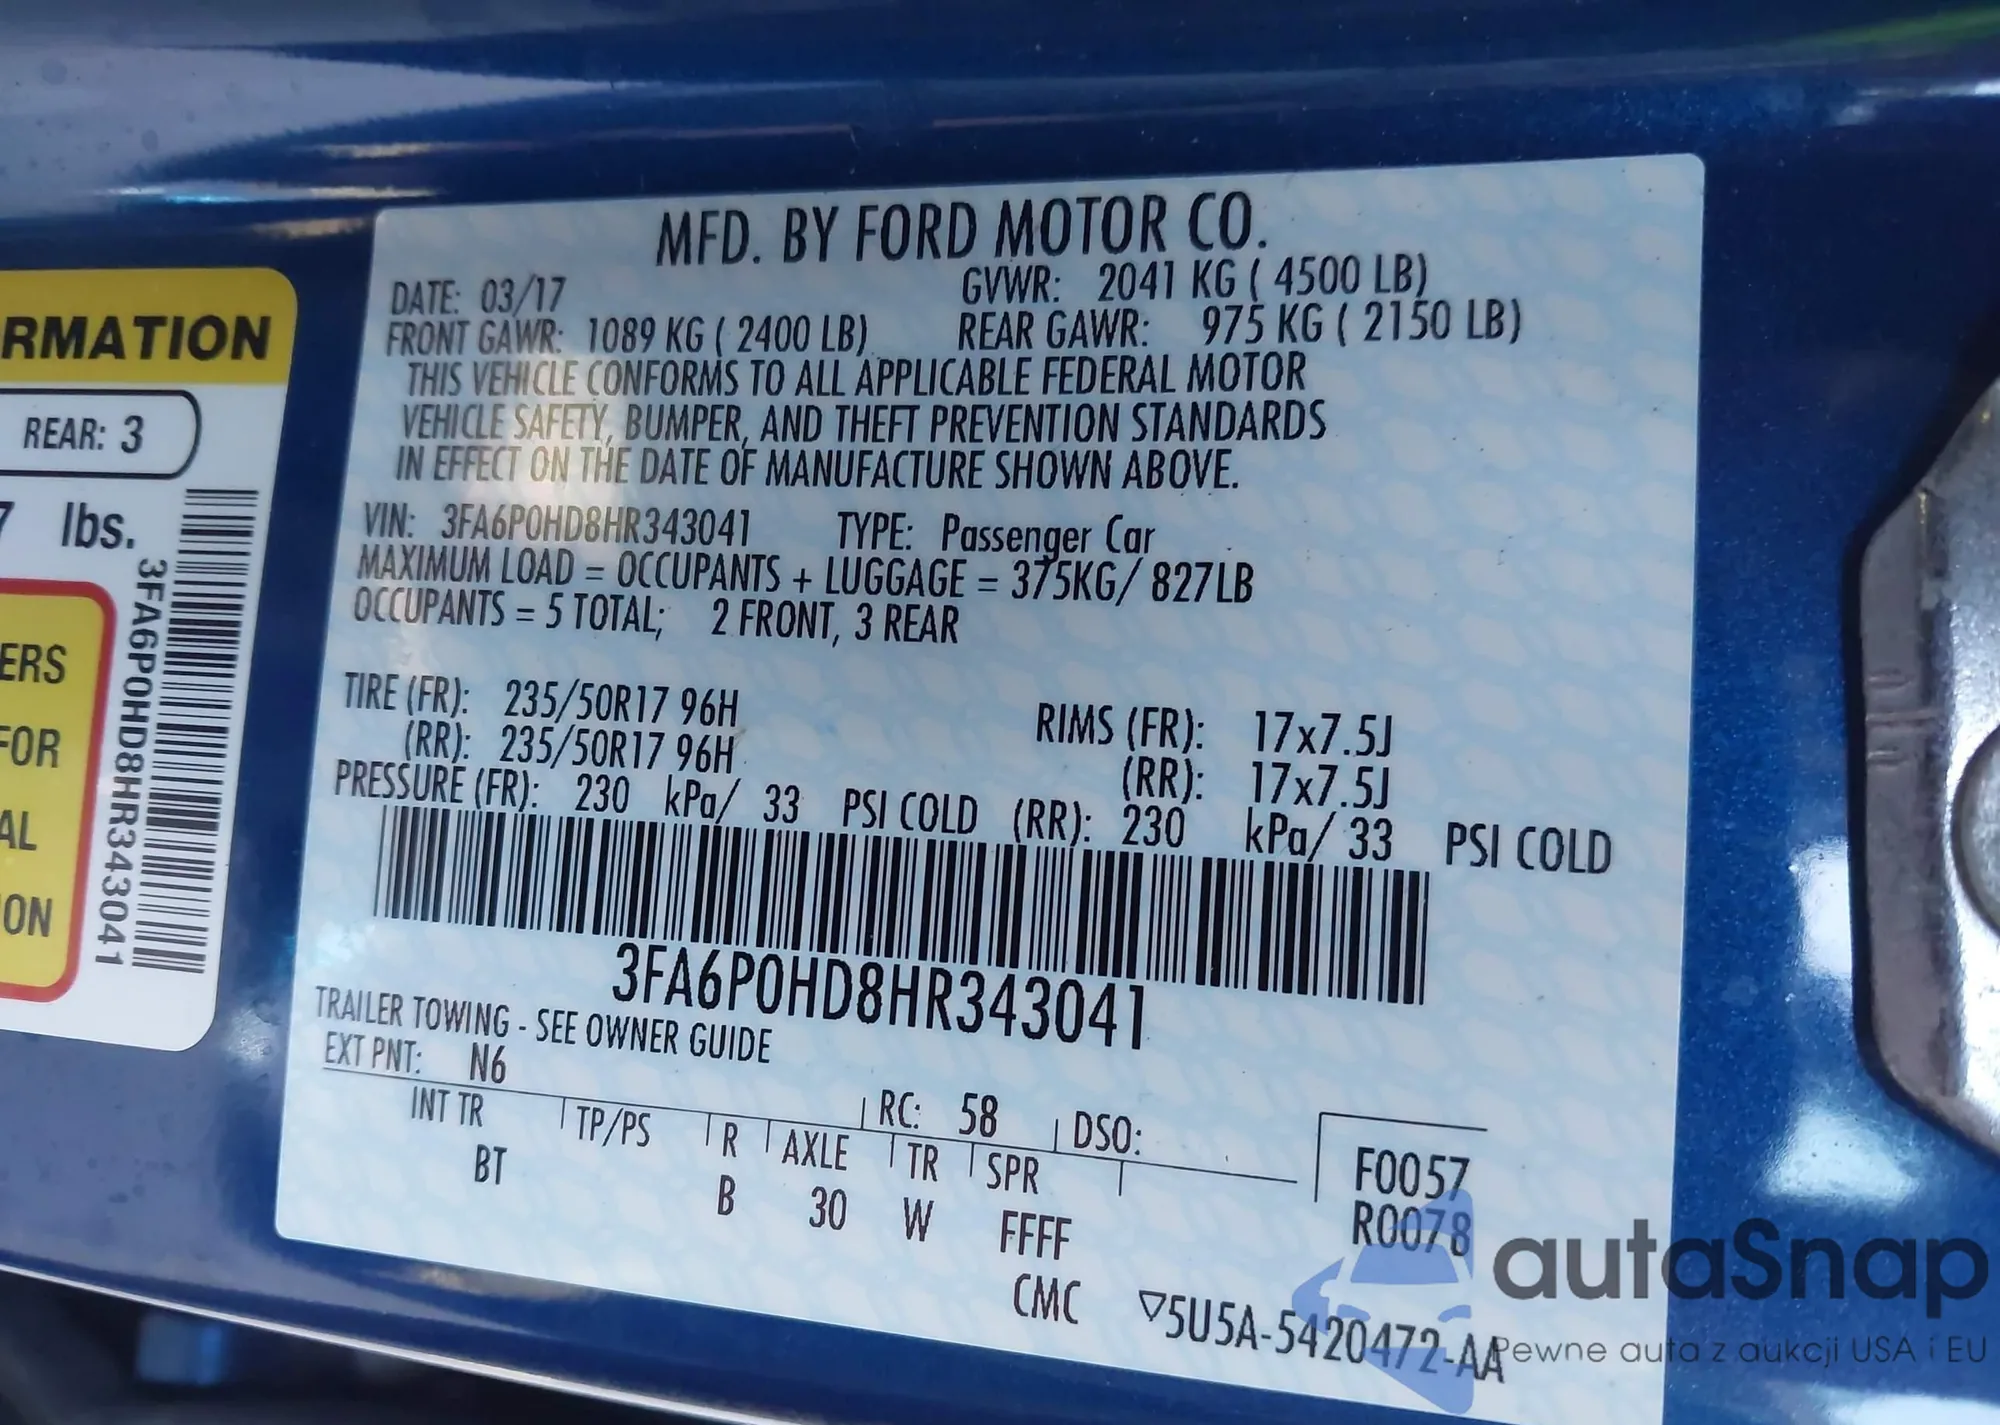 RMATION
REAR: 3
7 lbs.
ERS
FOR
AL
ON
3FA6P0HD8HR343041
MFD. BY FORD MOTOR CO.
DATE: 03/17 GVWR: 2041 KG ( 4500 LB)
FRONT GAWR: 1089 KG ( 2400 LB) REAR GAWR: 975 KG ( 2150 LB)
THIS VEHICLE CONFORMS TO ALL APPLICABLE FEDERAL MOTOR
VEHICLE SAFETY, BUMPER, AND THEFT PREVENTION STANDARDS
IN EFFECT ON THE DATE OF MANUFACTURE SHOWN ABOVE.
VIN: 3FA6P0HD8HR343041 TYPE: Passenger Car
MAXIMUM LOAD = OCCUPANTS + LUGGAGE = 375KG/ 827LB
OCCUPANTS = 5 TOTAL; 2 FRONT, 3 REAR
TIRE (FR): 235/50R17 96H RIMS (FR): 17x7.5J
(RR): 235/50R17 96H (RR): 17x7.5J
PRESSURE (FR): 230 kPa/ 33 PSI COLD (RR): 230 kPa/ 33 PSI COLD
3FA6P0HD8HR343041
TRAILER TOWING - SEE OWNER GUIDE
EXT PNT: N6 RC: 58 DSO:
INT TR TP/PS R AXLE TR SPR F0057
BT B 30 W FFFF R0078
CMC ▽5U5A-5420472-AA
autaSnap
Pewne auta z aukcji USA i EU